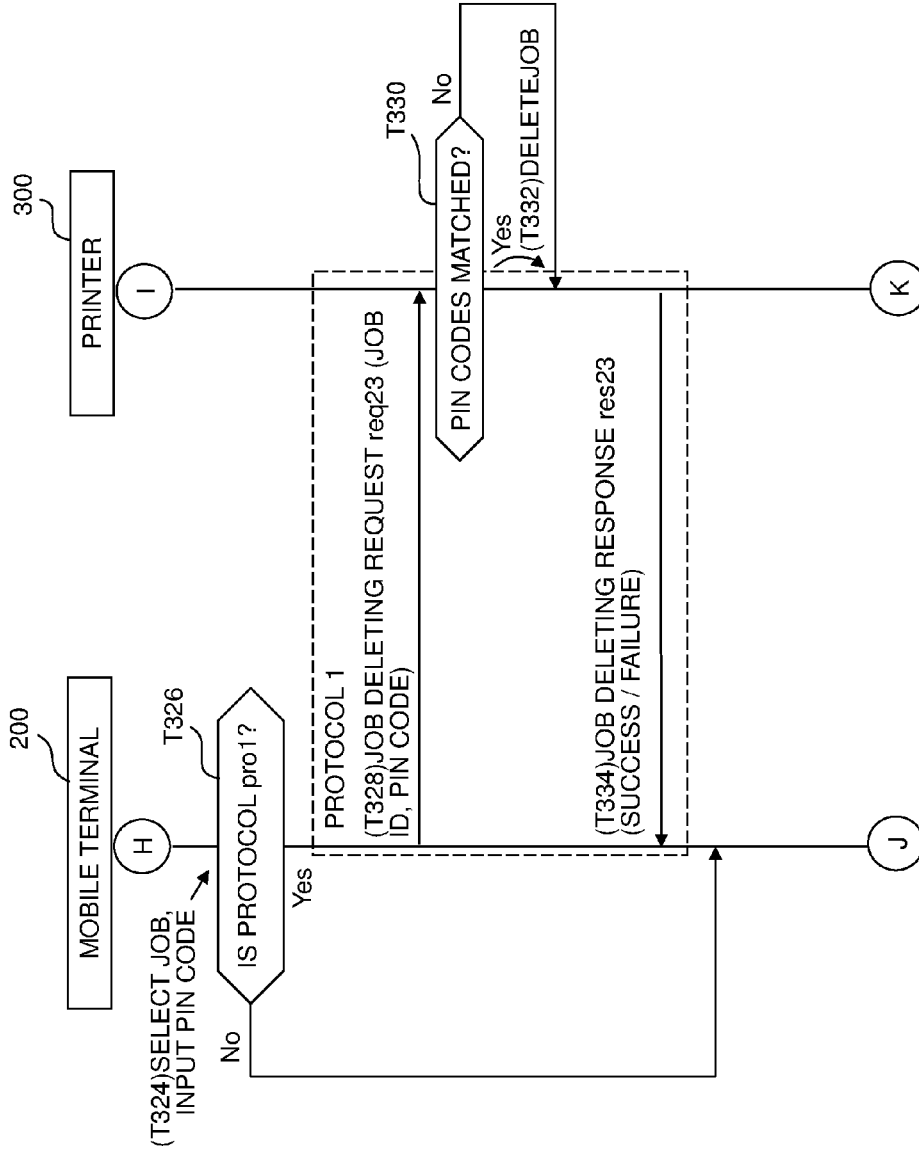 200
MOBILE TERMINAL
H
300
PRINTER
I
(T324)SELECT JOB,
INPUT PIN CODE
T326
IS PROTOCOL pro1?
No
Yes
PROTOCOL 1
(T328)JOB DELETING REQUEST req23 (JOB
ID, PIN CODE)
T330
PIN CODES MATCHED?
No
Yes
(T332)DELETEJOB
(T334)JOB DELETING RESPONSE res23
(SUCCESS / FAILURE)
J
K